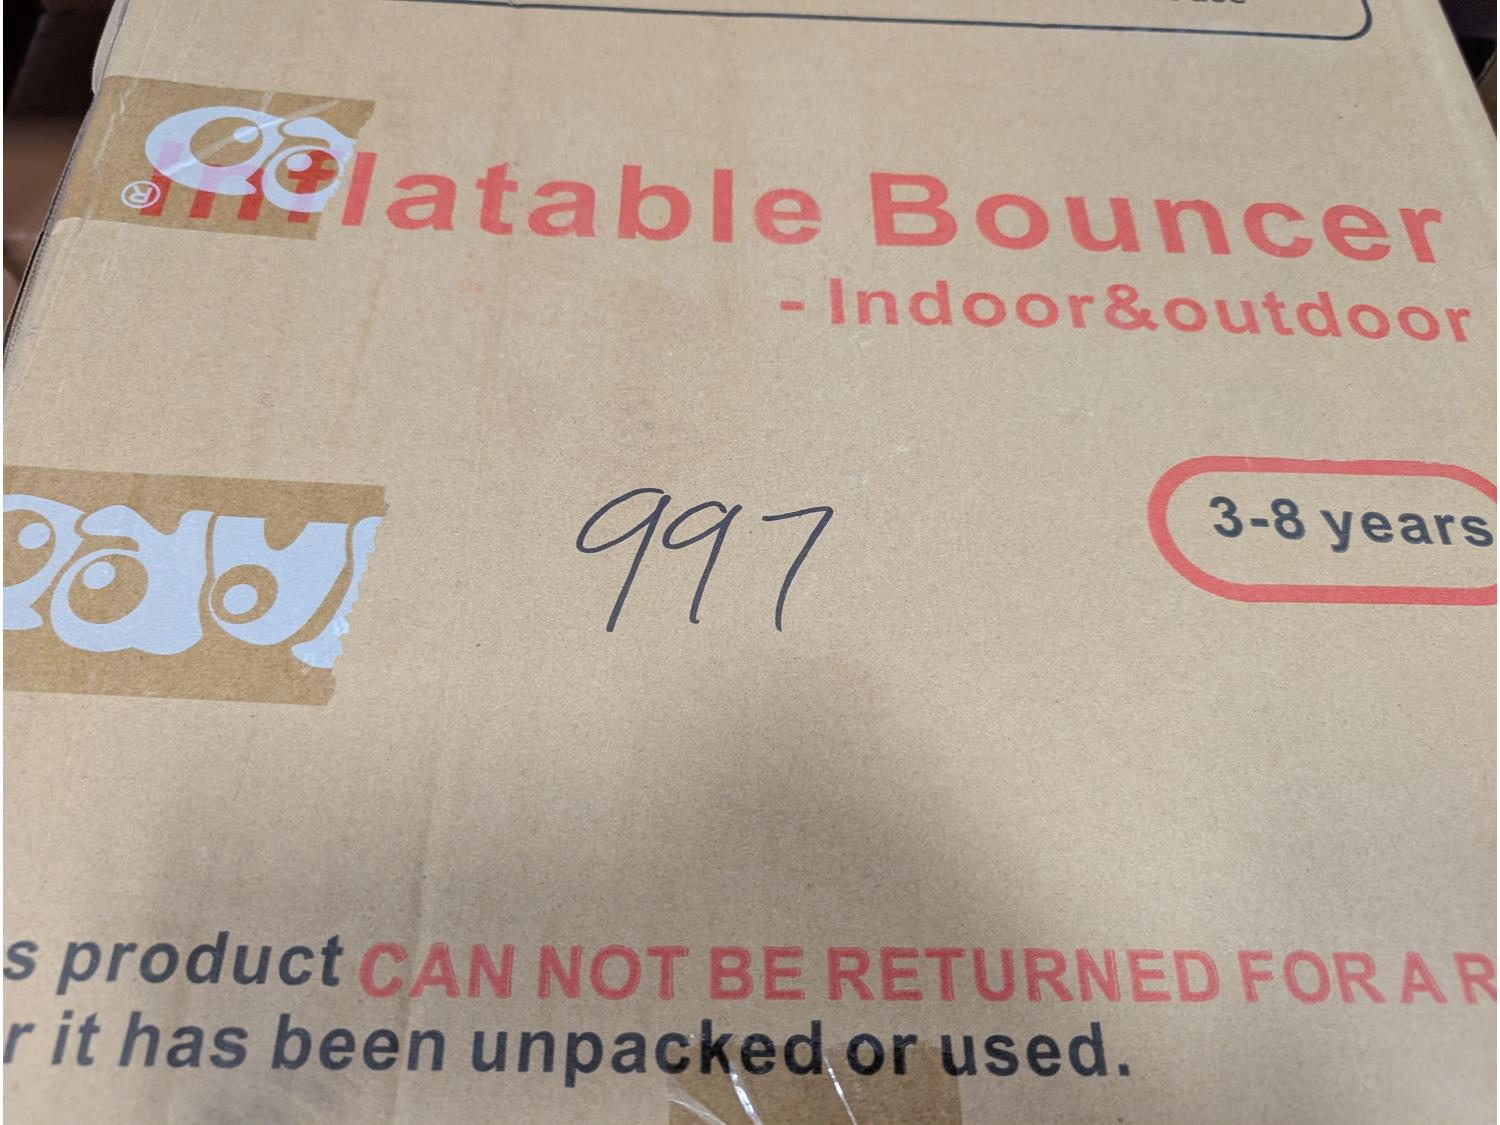 Inflatable Bouncer
- Indoor&outdoor
997
3-8 years
product CAN NOT BE RETURNED FOR A
it has been unpacked or used.